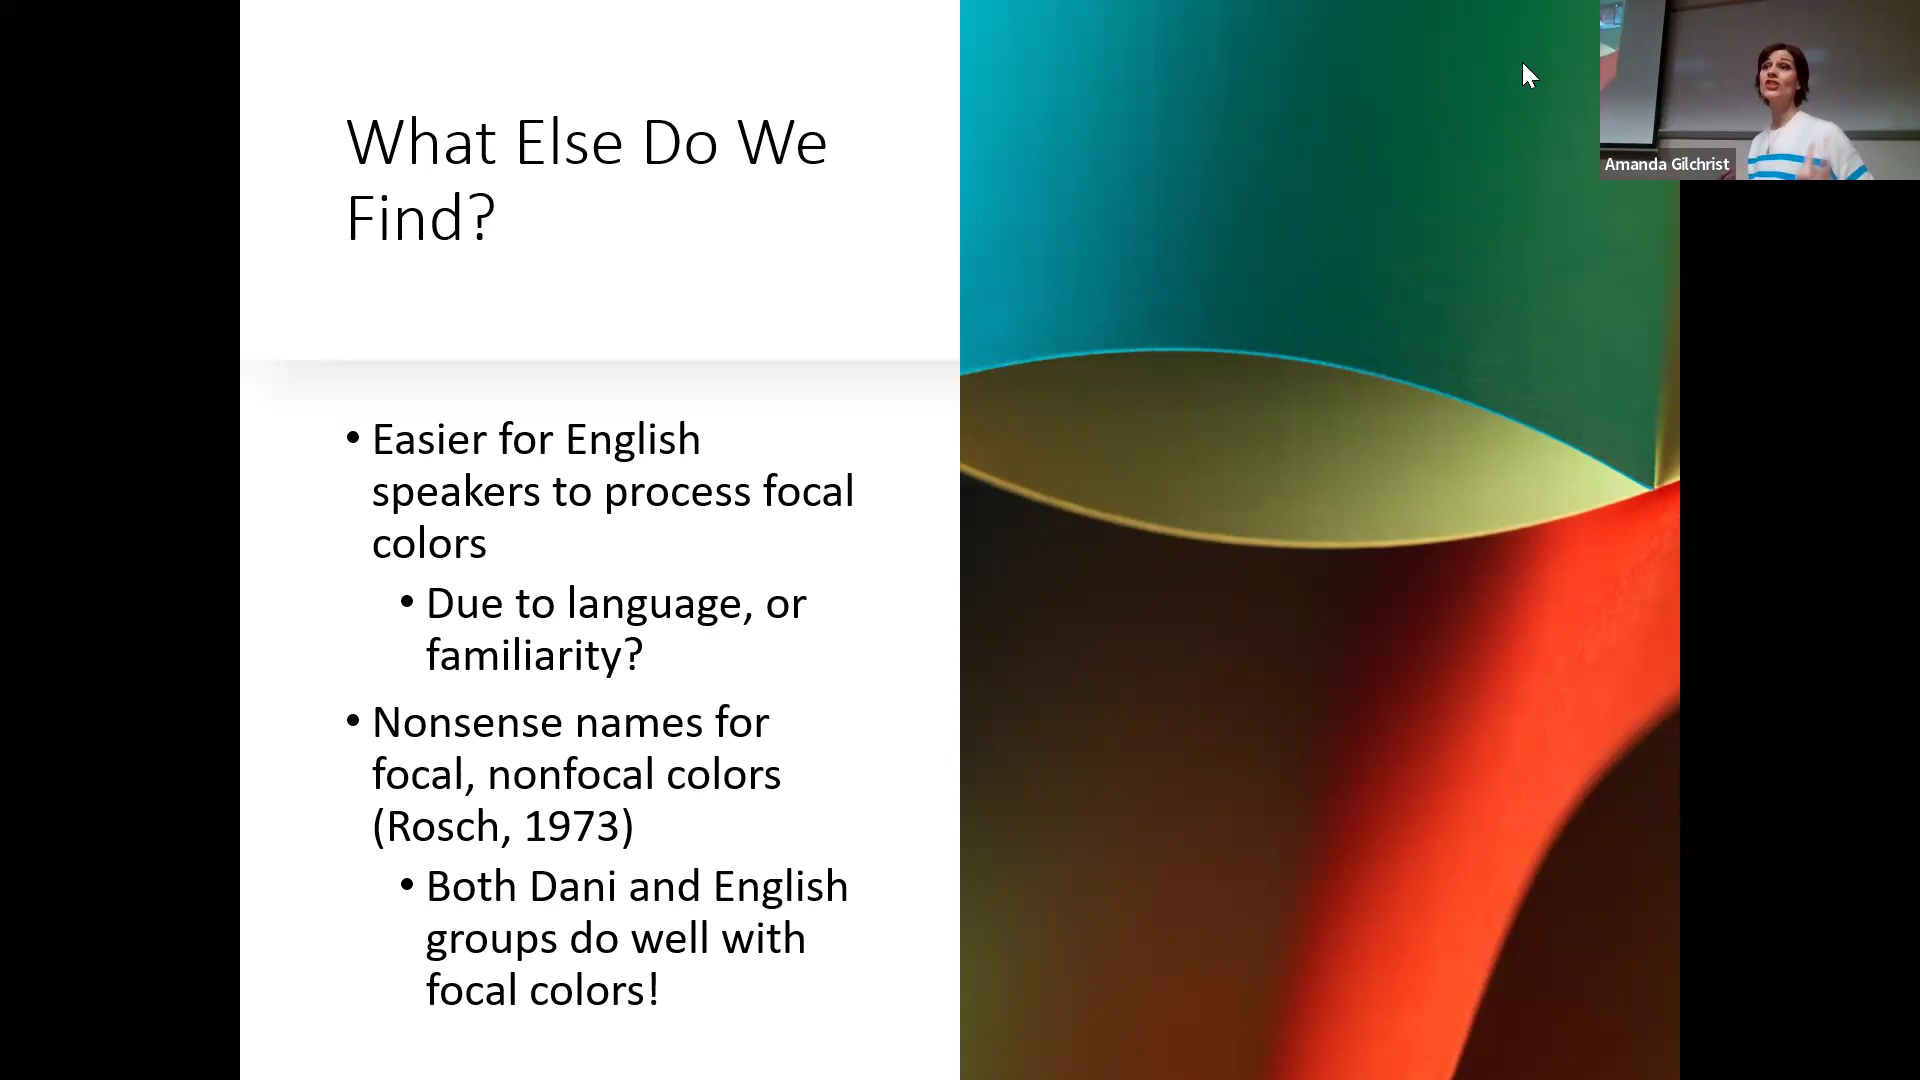 What Else Do We
Find?
• Easier for English
speakers to process focal
colors
• Due to language, or
familiarity?
• Nonsense names for
focal, nonfocal colors
(Rosch, 1973)
• Both Dani and English
groups do well with
focal colors!
Amanda Gilchrist